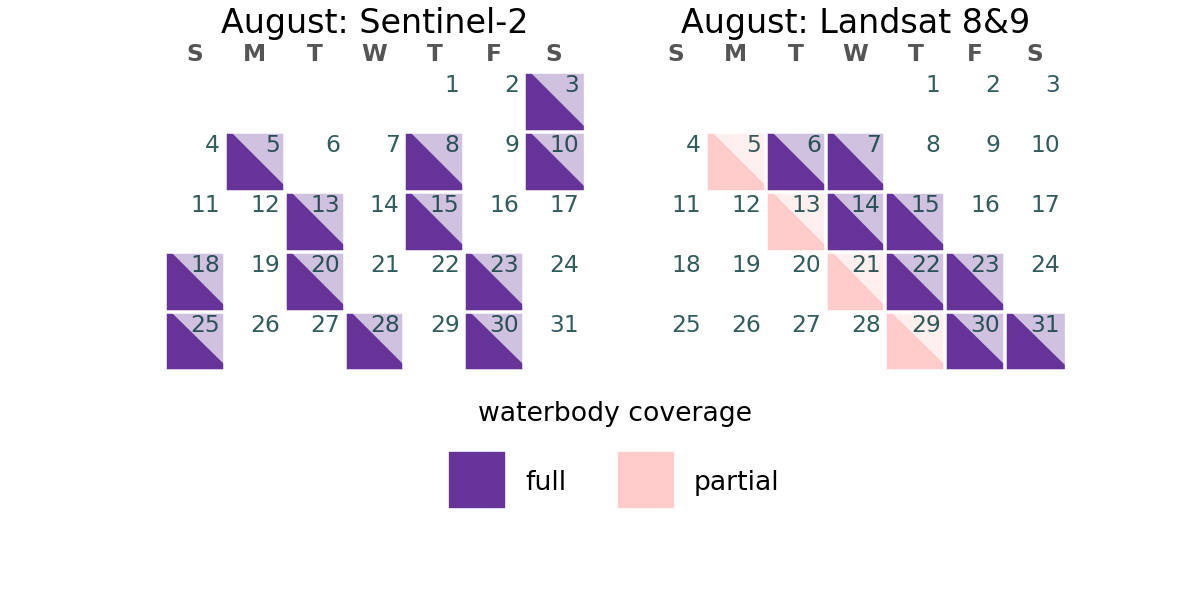 August: Sentinel-2
S M T W T F S
1 2 3
4 5 6 7 8 9 10
11 12 13 14 15 16 17
18 19 20 21 22 23 24
25 26 27 28 29 30 31
August: Landsat 8&9
S M T W T F S
1 2 3
4 5 6 7 8 9 10
11 12 13 14 15 16 17
18 19 20 21 22 23 24
25 26 27 28 29 30 31
waterbody coverage
full
partial